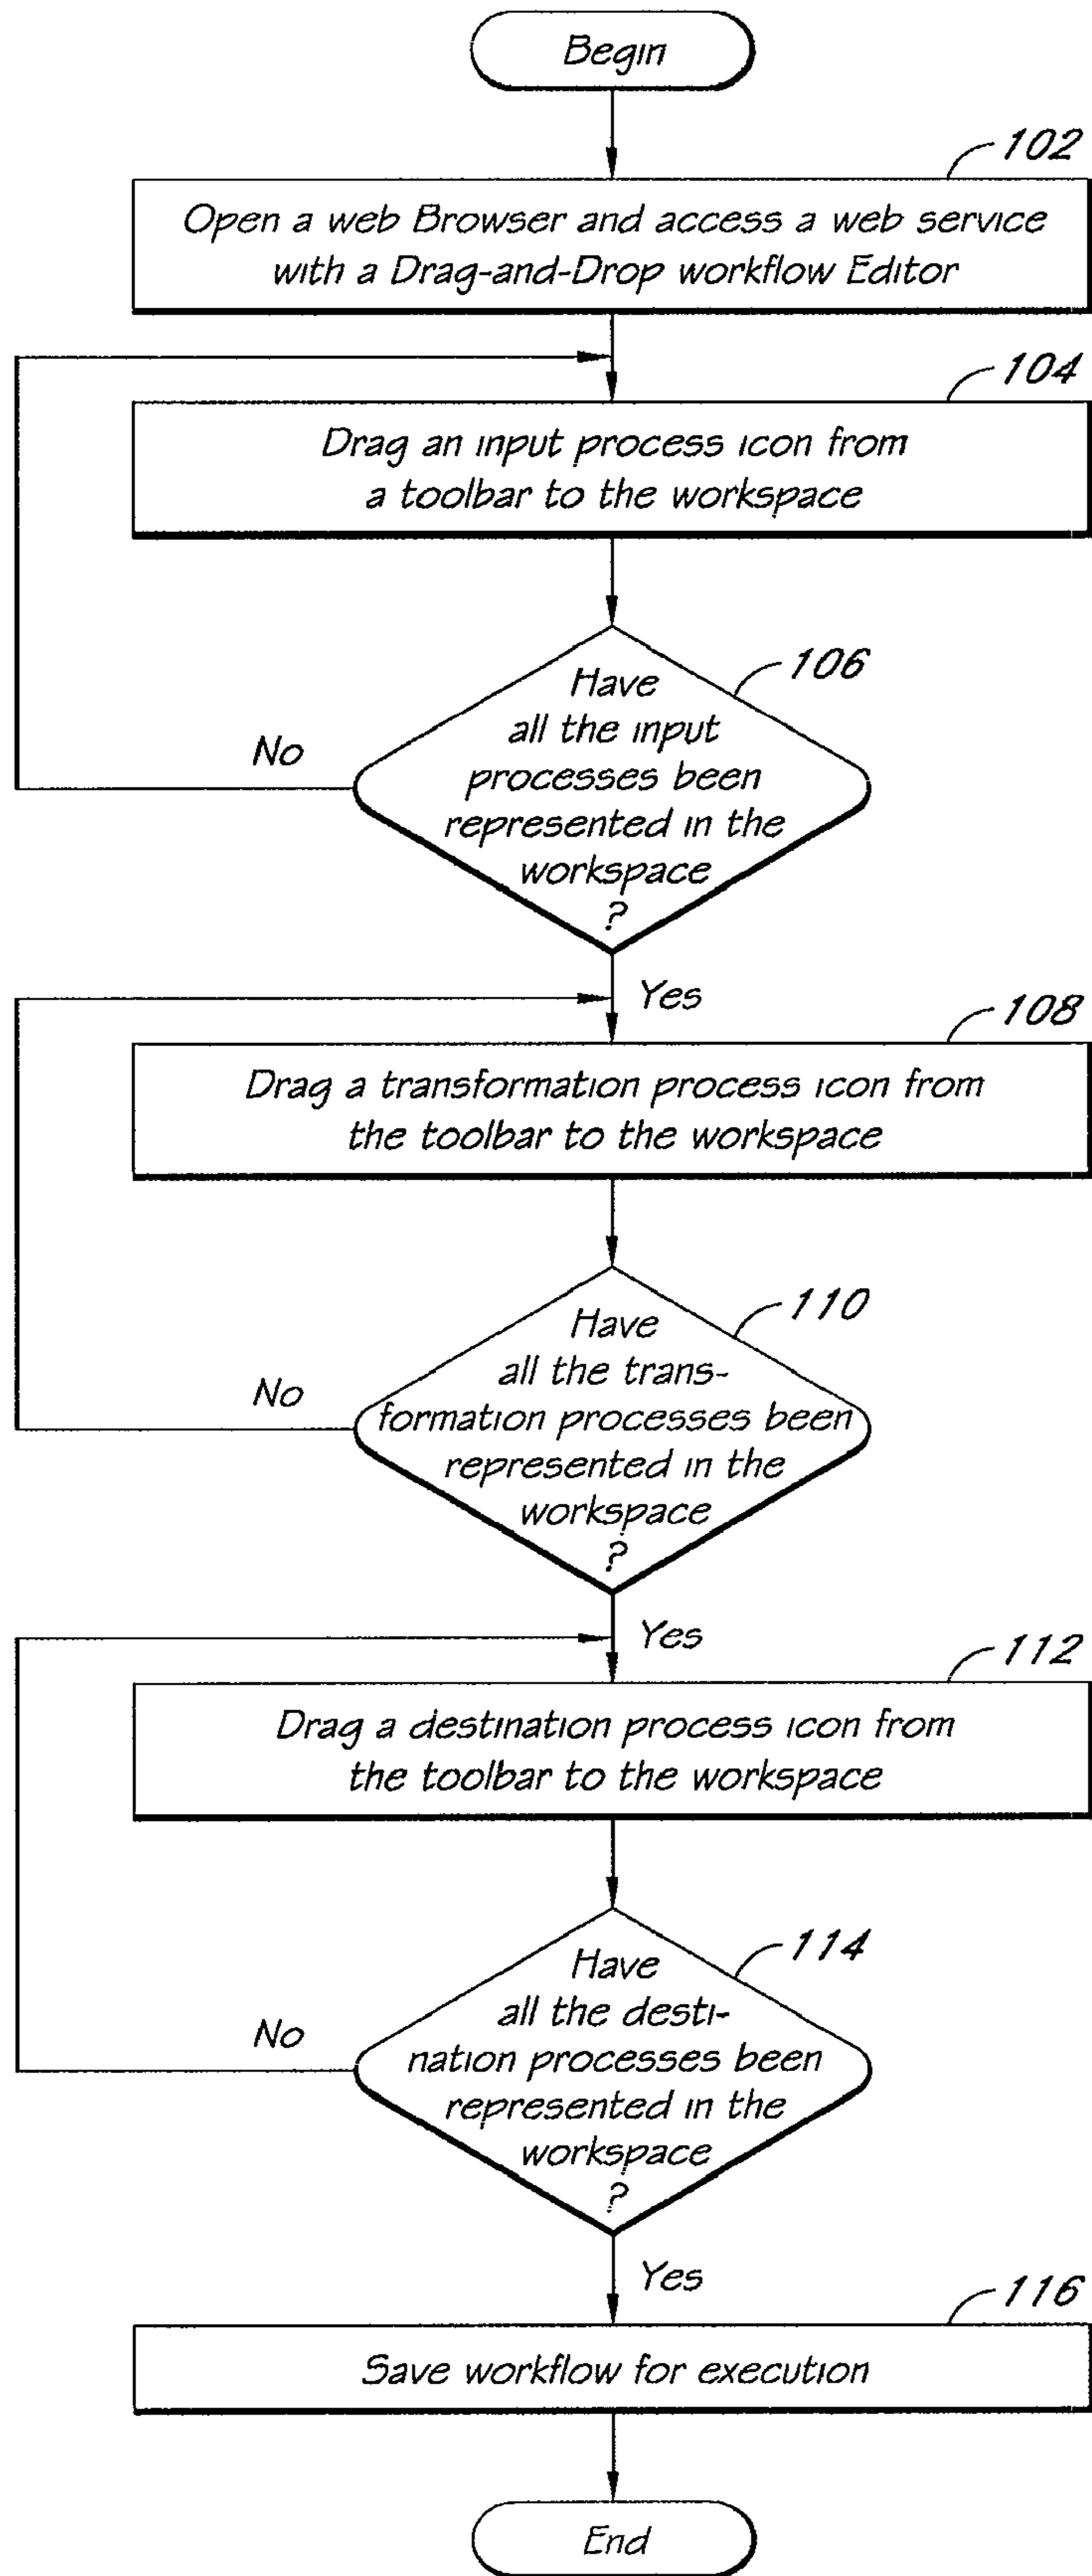 Begin
102
Open a web Browser and access a web service
with a Drag-and-Drop workflow Editor
104
Drag an input process icon from
a toolbar to the workspace
106
Have
all the input
processes been
represented in the
workspace
?
No
Yes
108
Drag a transformation process icon from
the toolbar to the workspace
110
Have
all the trans-
formation processes been
represented in the
workspace
?
No
Yes
112
Drag a destination process icon from
the toolbar to the workspace
114
Have
all the desti-
nation processes been
represented in the
workspace
?
No
Yes
116
Save workflow for execution
End